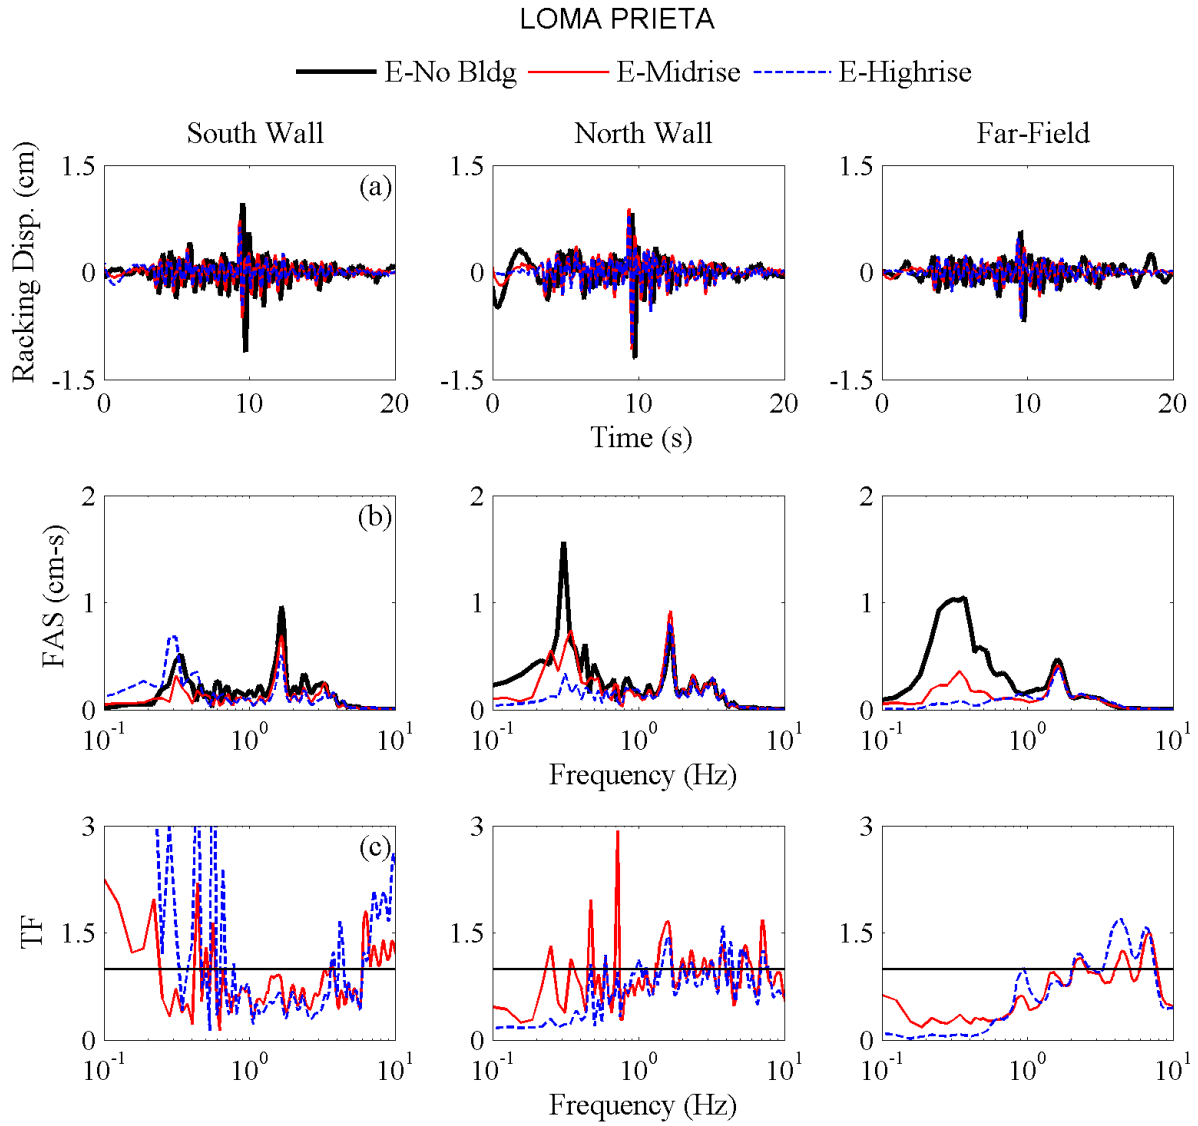 LOMA PRIETA
E-No Bldg E-Midrise E-Highrise
South Wall North Wall Far-Field
Racking Disp. (cm)
(a)
1.5
0
-1.5
0 10 20
1.5
0
-1.5
0 10 20
1.5
0
-1.5
0 10 20
Time (s)
FAS (cm-s)
(b)
2
1
0
10-1 100 101
2
1
0
10-1 100 101
2
1
0
10-1 100 101
Frequency (Hz)
TF
(c)
3
1.5
0
10-1 100 101
3
1.5
0
10-1 100 101
3
1.5
0
10-1 100 101
Frequency (Hz)